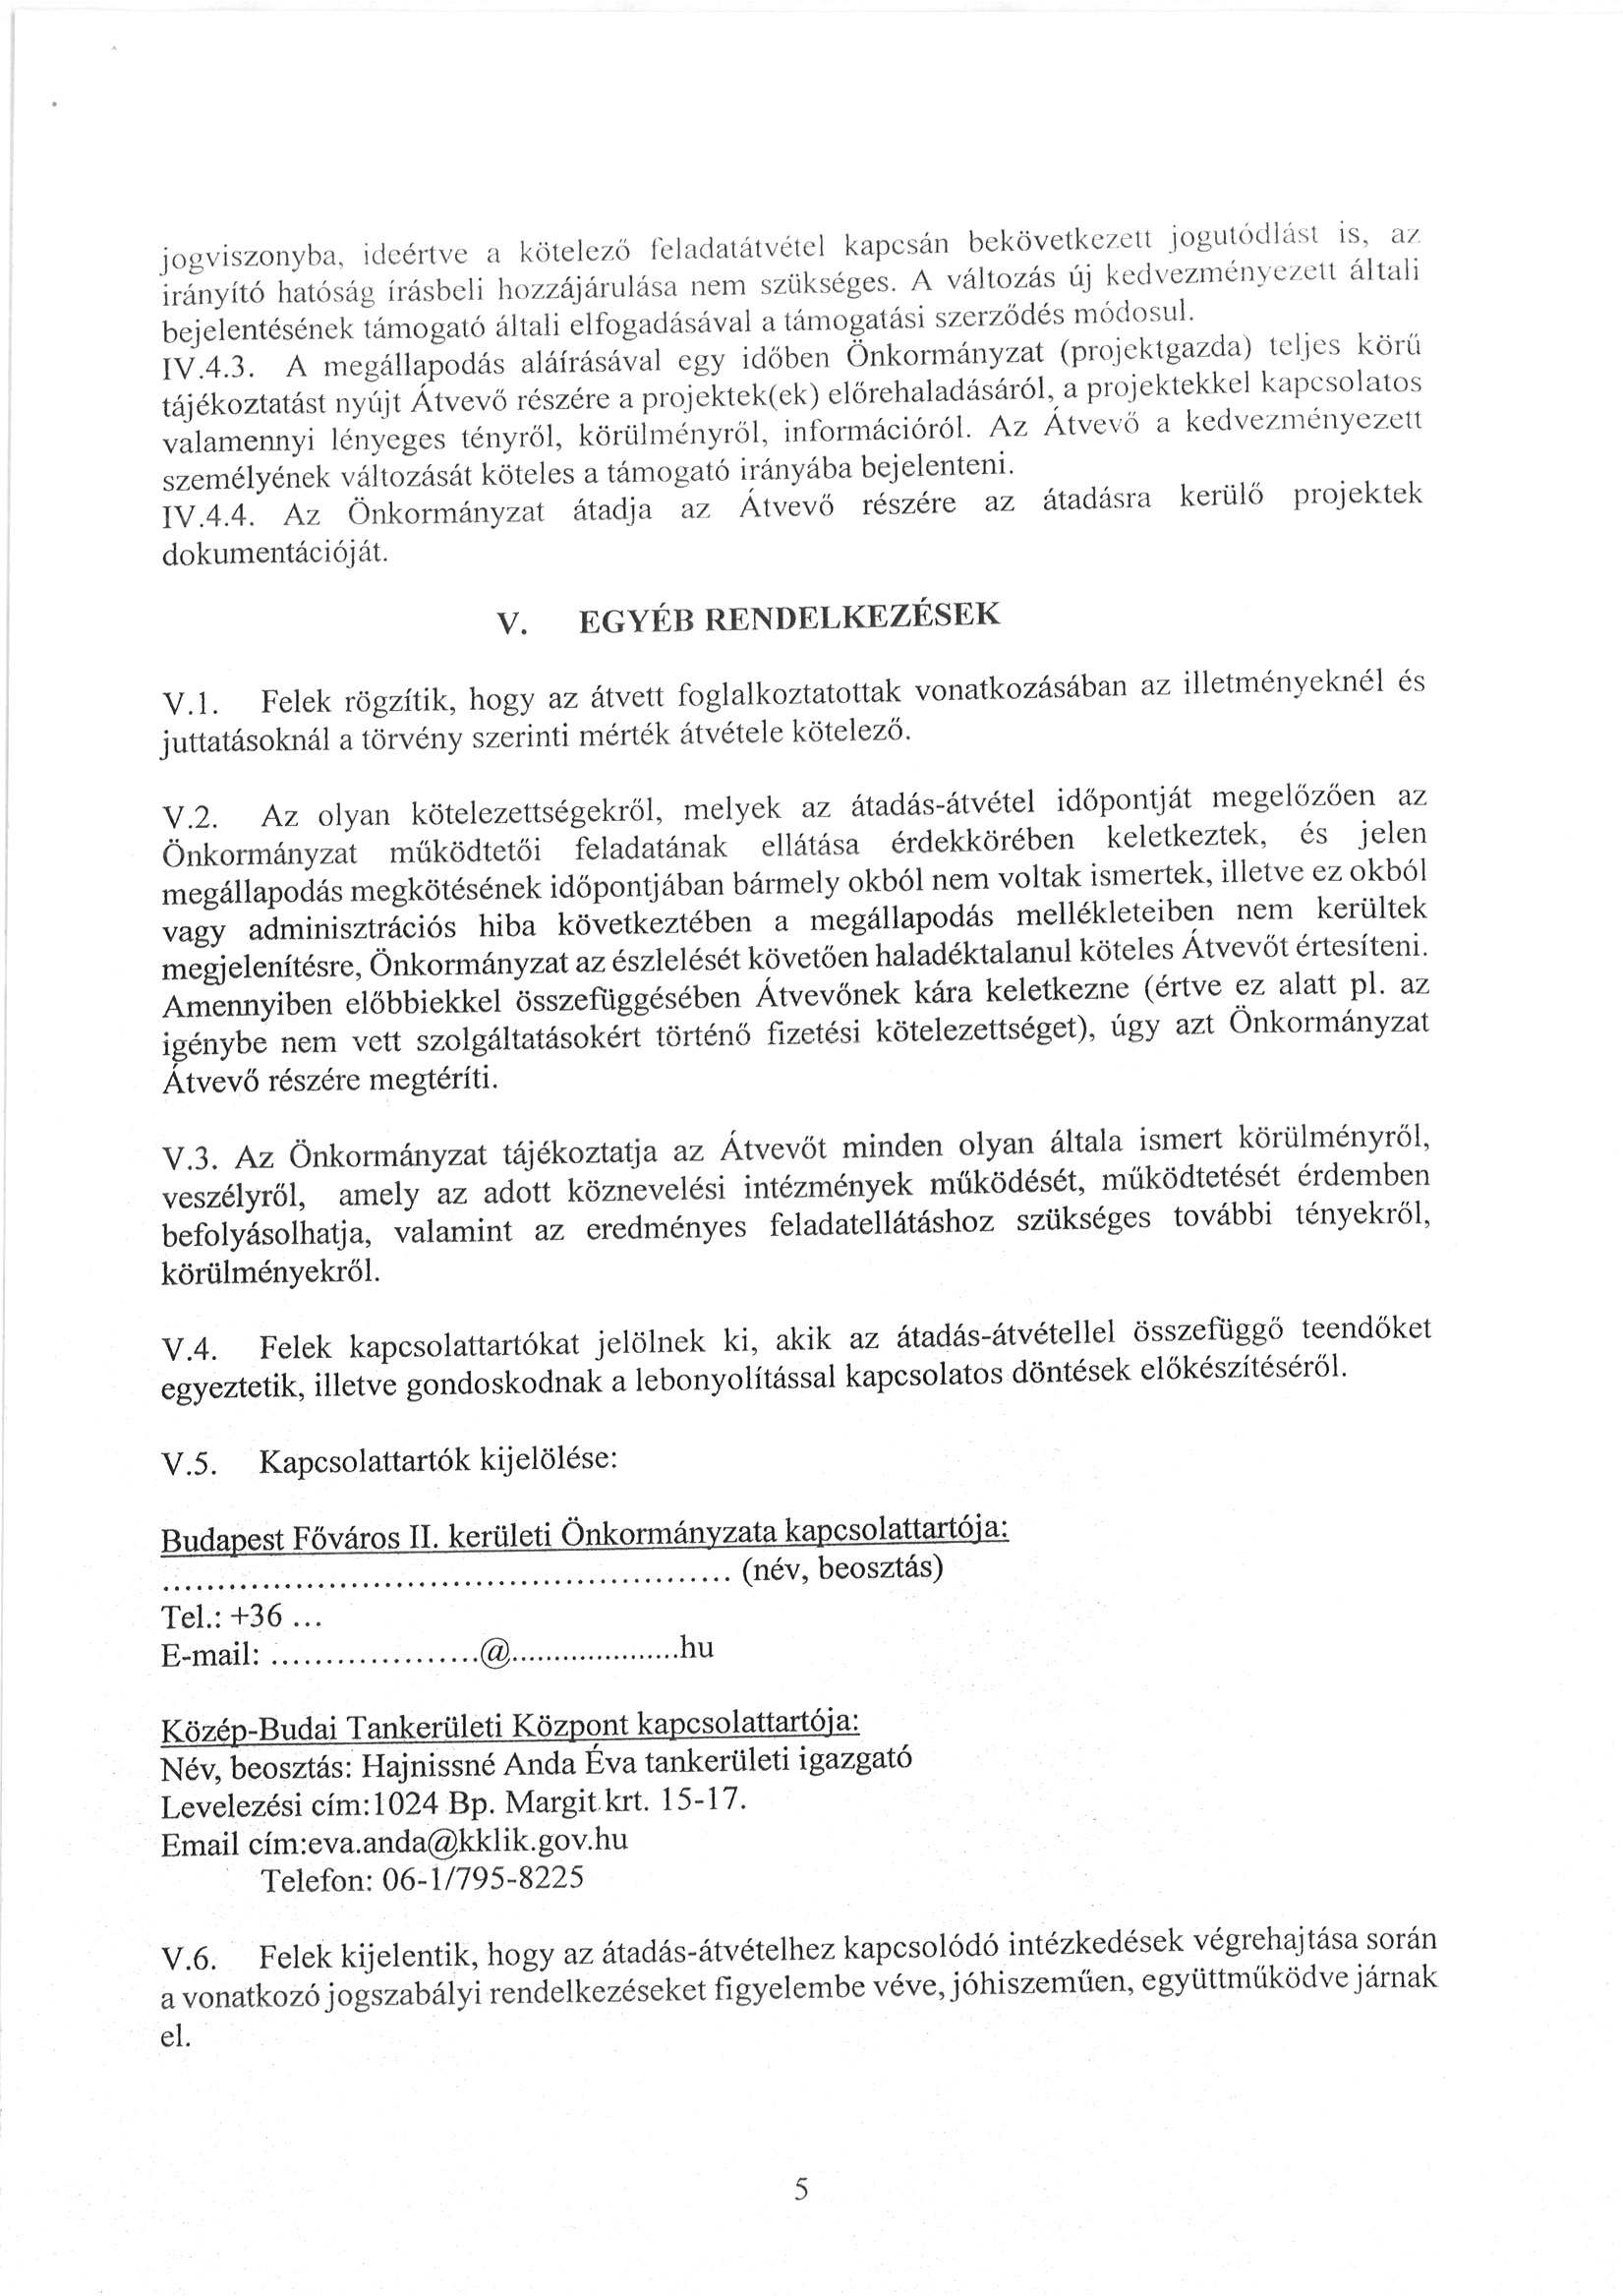 jogviszonyba, ideértve a kötelező feladatátvétel kapcsán bekövetkezett jogutódlást is, az
irányító hatóság írásbeli hozzájárulása nem szükséges. A változás új kedvezményezett általi
bejelentésének támogató általi elfogadásával a támogatási szerződés módosul.
IV.4.3. A megállapodás aláírásával egy időben Önkormányzat (projektgazda) teljes körű
tájékoztatást nyújt Átvevő részére a projektek(ek) előrehaladásáról, a projektekkel kapcsolatos
valamennyi lényeges tényről, körülményről, információról. Az Átvevő a kedvezményezett
személyének változását köteles a támogató irányába bejelenteni.
IV.4.4. Az Önkormányzat átadja az Átvevő részére az átadásra kerülő projektek
dokumentációját.
V. EGYÉB RENDELKEZÉSEK
V.1. Felek rögzítik, hogy az átvett foglalkoztatottak vonatkozásában az illetményeknél és
juttatásoknál a törvény szerinti mérték átvétele kötelező.
V.2. Az olyan kötelezettségekről, melyek az átadás-átvétel időpontját megelőzően az
Önkormányzat működtetői feladatának ellátása érdekkörében keletkeztek, és jelen
megállapodás megkötésének időpontjában bármely okból nem voltak ismertek, illetve ez okból
vagy adminisztrációs hiba következtében a megállapodás mellékleteiben nem kerültek
megjelenítésre, Önkormányzat az észlelését követően haladéktalanul köteles Átvevőt értesíteni.
Amennyiben előbbiekkel összefüggésében Átvevőnek kára keletkezne (értve ez alatt pl. az
igénybe nem vett szolgáltatásokért történő fizetési kötelezettséget), úgy azt Önkormányzat
Átvevő részére megtéríti.
V.3. Az Önkormányzat tájékoztatja az Átvevőt minden olyan általa ismert körülményről,
veszélyről, amely az adott köznevelési intézmények működését, működtetését érdemben
befolyásolhatja, valamint az eredményes feladatellátáshoz szükséges további tényekről,
körülményekről.
V.4. Felek kapcsolattartókat jelölnek ki, akik az átadás-átvétellel összefüggő teendőket
egyeztetik, illetve gondoskodnak a lebonyolítással kapcsolatos döntések előkészítéséről.
V.5. Kapcsolattartók kijelölése:
Budapest Főváros II. kerületi Önkormányzata kapcsolattartója:
.................................................... (név, beosztás)
Tel.: +36 ...
E-mail: ...................@.......................hu
Közép-Budai Tankerületi Központ kapcsolattartója:
Név, beosztás: Hajnissné Anda Éva tankerületi igazgató
Levelezési cím:1024 Bp. Margit krt. 15-17.
Email cím:eva.anda@kklik.gov.hu
Telefon: 06-1/795-8225
V.6. Felek kijelentik, hogy az átadás-átvételhez kapcsolódó intézkedések végrehajtása során
a vonatkozó jogszabályi rendelkezéseket figyelembe véve, jóhiszeműen, együttműködve járnak
el.
5